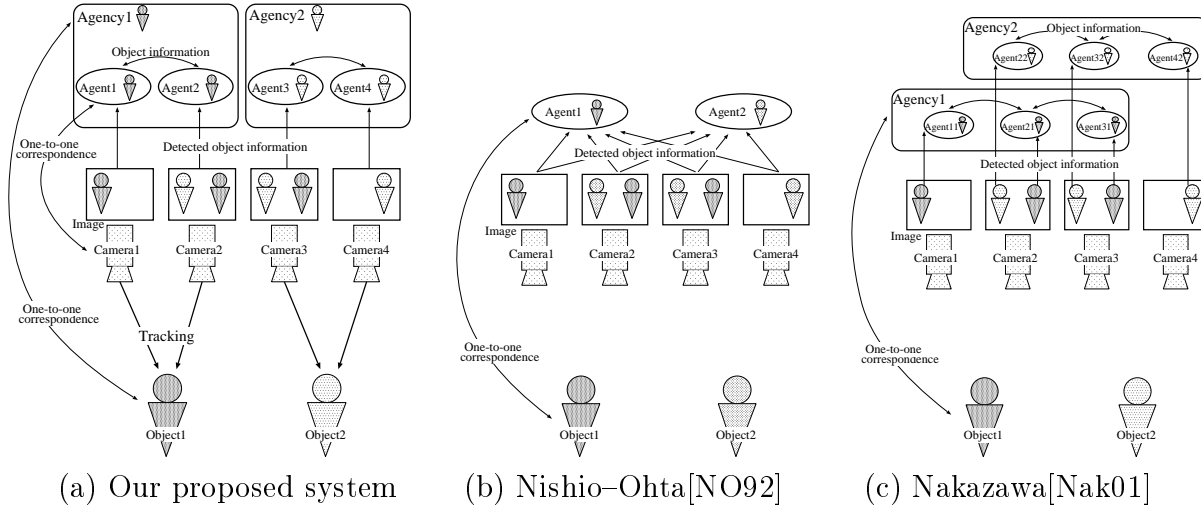 Agency1
Agency2
Object information
Agent1
Agent2
Agent3
Agent4
One-to-one
correspondence
Detected object information
Image
Camera1
Camera2
Camera3
Camera4
One-to-one
correspondence
Tracking
Object1
Object2
(a) Our proposed system
Agent1
Agent2
Detected object information
Image
Camera1
Camera2
Camera3
Camera4
One-to-one
correspondence
Object1
Object2
(b) Nishio–Ohta[NO92]
Agency2
Object information
Agent22
Agent32
Agent42
Agency1
Agent11
Agent21
Agent31
Detected object information
Image
Camera1
Camera2
Camera3
Camera4
One-to-one
correspondence
Object1
Object2
(c) Nakazawa[Nak01]